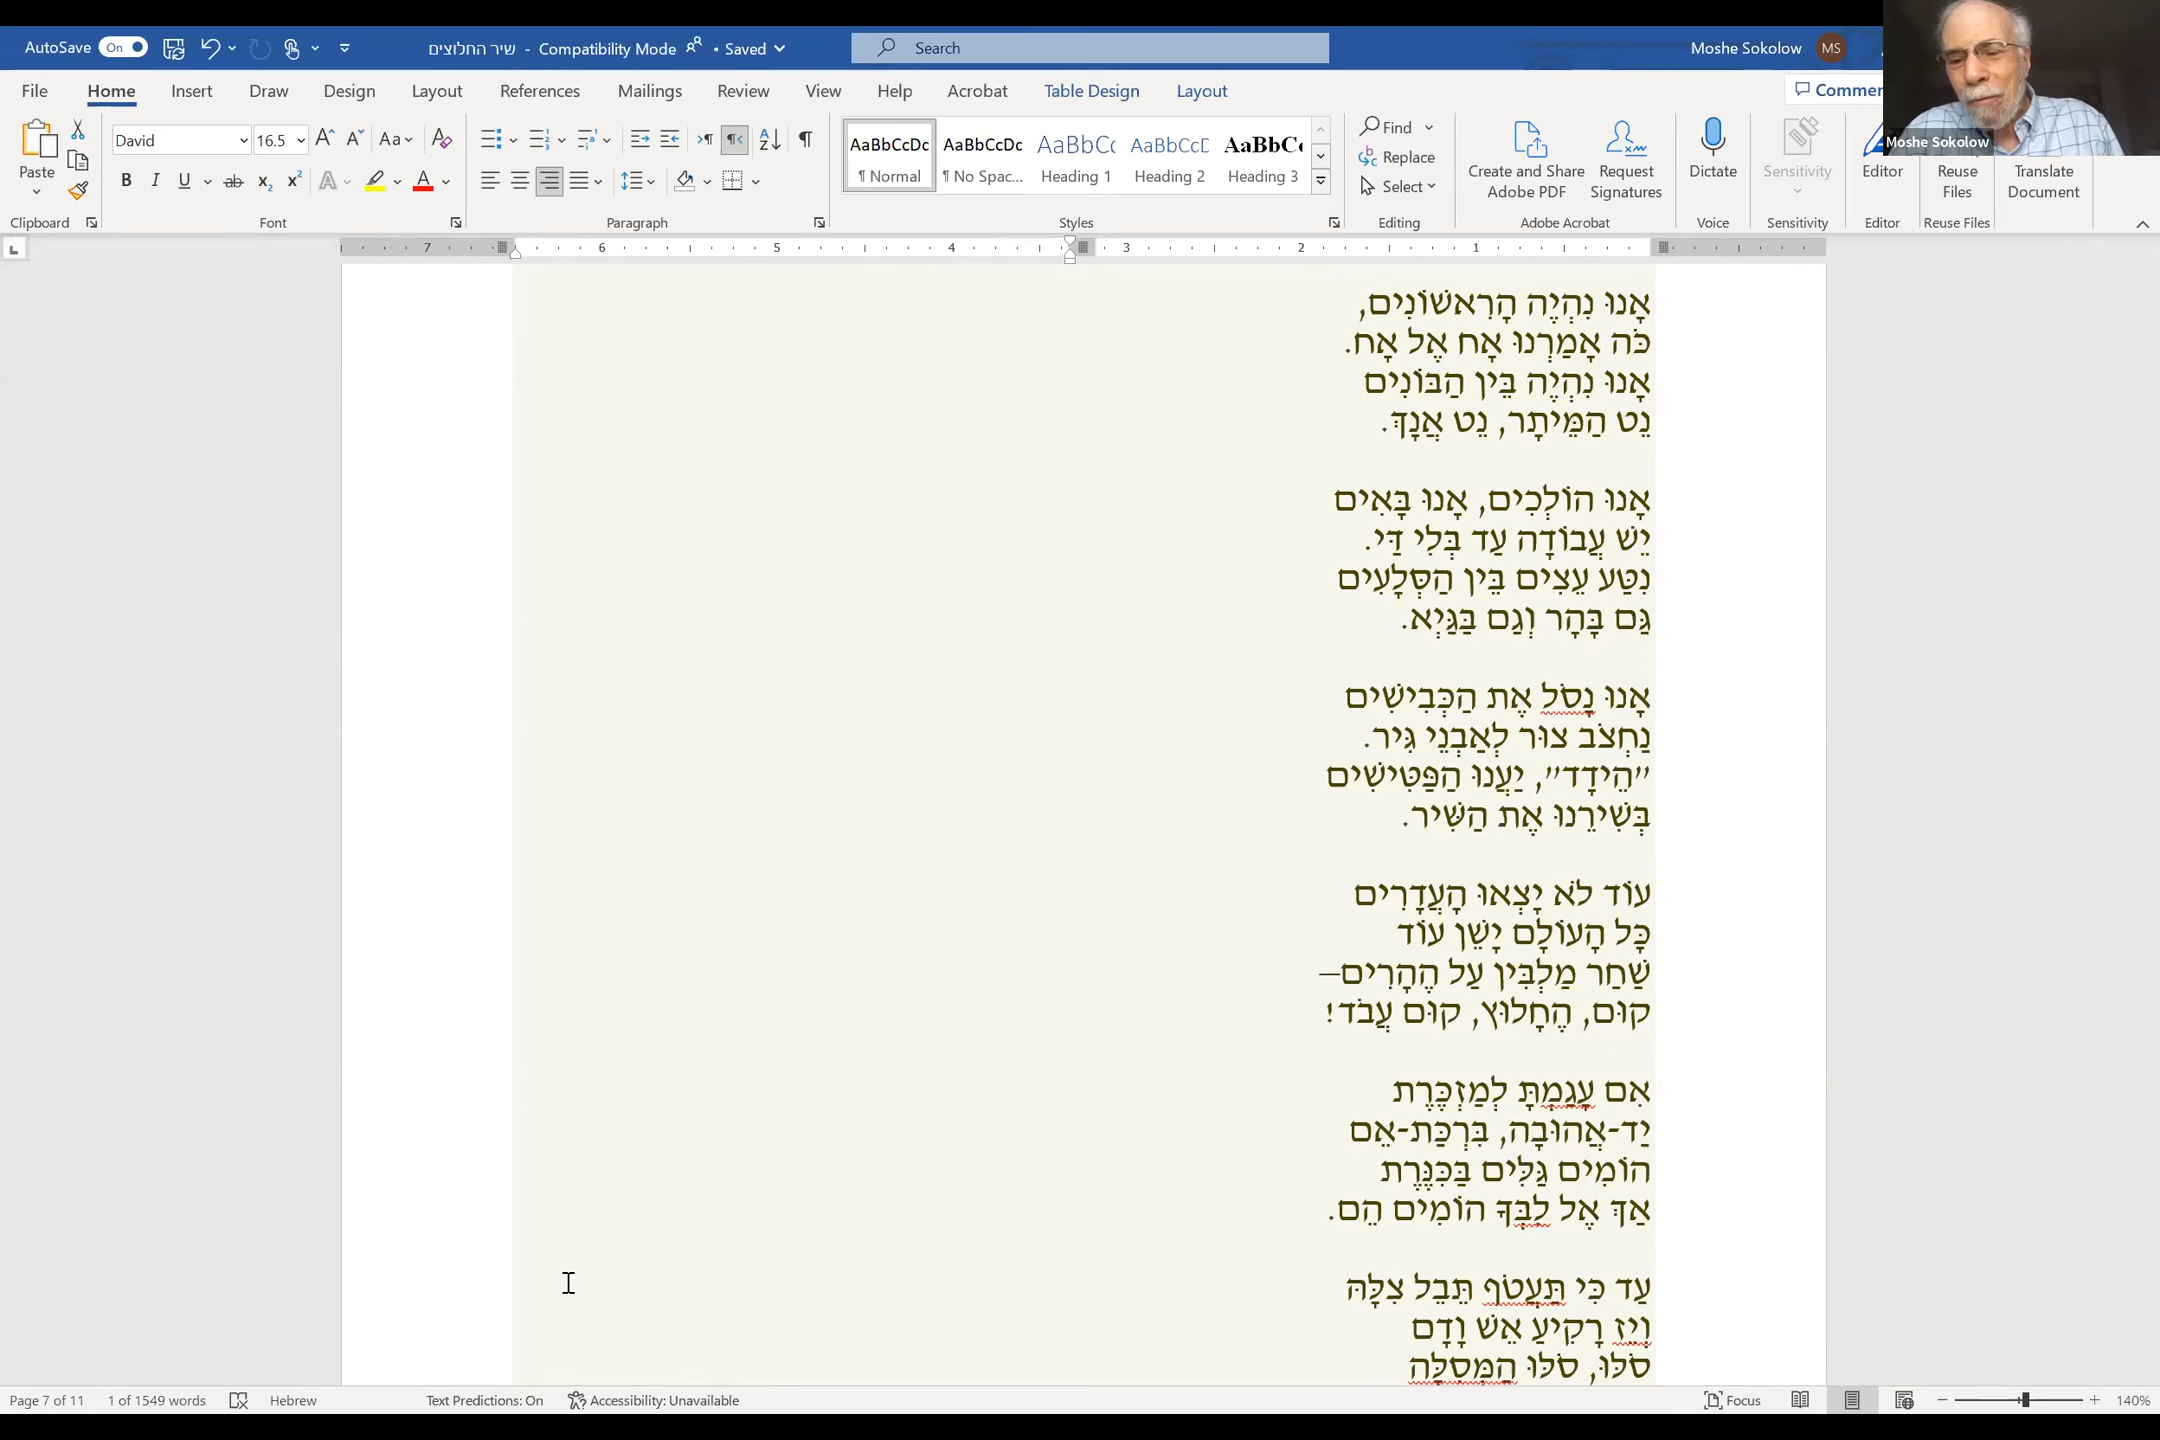 AutoSave On שיר החלוצים - Compatibility Mode • Saved Search Moshe Sokolow MS
File Home Insert Draw Design Layout References Mailings Review View Help Acrobat Table Design Layout
Moshe Sokolow
Paste
Clipboard
David 16.5
Font
Paragraph
AaBbCcDc ¶ Normal
AaBbCcDc ¶ No Spac...
Heading 1
Heading 2
Heading 3
Styles
Find
Replace
Select
Editing
Create and Share Adobe PDF
Request Signatures
Adobe Acrobat
Dictate
Voice
Sensitivity
Sensitivity
Editor
Editor
Reuse Files
Reuse Files
Translate Document
7 6 5 4 3 2 1
אָנוּ נִהְיֶה הָרִאשׁוֹנִים,
כֹּה אָמַרְנוּ אָח אֶל אָח.
אָנוּ נִהְיֶה בֵּין הַבּוֹנִים
נֵט הַמֵּיתָר, נֵט אֲנָךְ.
אָנוּ הוֹלְכִים, אָנוּ בָּאִים
יֵשׁ עֲבוֹדָה עַד בְּלִי דַּי.
נִטַּע עֵצִים בֵּין הַסְּלָעִים
גַּם בָּהָר וְגַם בַּגַּיְא.
אָנוּ נָסֹל אֶת הַכְּבִישִׁים
נַחְצֹב צוּר לְאַבְנֵי גִּיר.
"הֵידָד", יַעֲנוּ הַפַּטִּישִׁים
בְּשִׁירֵנוּ אֶת הַשִּׁיר.
עוֹד לֹא יָצְאוּ הָעֲדָרִים
כָּל הָעוֹלָם יָשֵׁן עוֹד
שַׁחַר מַלְבִּין עַל הֶהָרִים–
קוּם, הֶחָלוּץ, קוּם עֲבֹד!
אִם עָגַמְתָּ לְמַזְכֶּרֶת
יַד-אֲהוּבָה, בִּרְכַּת-אֵם
הוֹמִים גַּלִּים בַּכִּנֶּרֶת
אַךְ אֶל לִבְּךָ הוֹמִים הֵם.
עַד כִּי תַּעֲטֹף תֵּבֵל צִלָּהּ
וְיֵז רָקִיעַ אֵשׁ וָדָם
סֹלּוּ, סֹלּוּ הַמְּסִלָּה
Page 7 of 11 1 of 1549 words Hebrew Text Predictions: On Accessibility: Unavailable Focus 140%